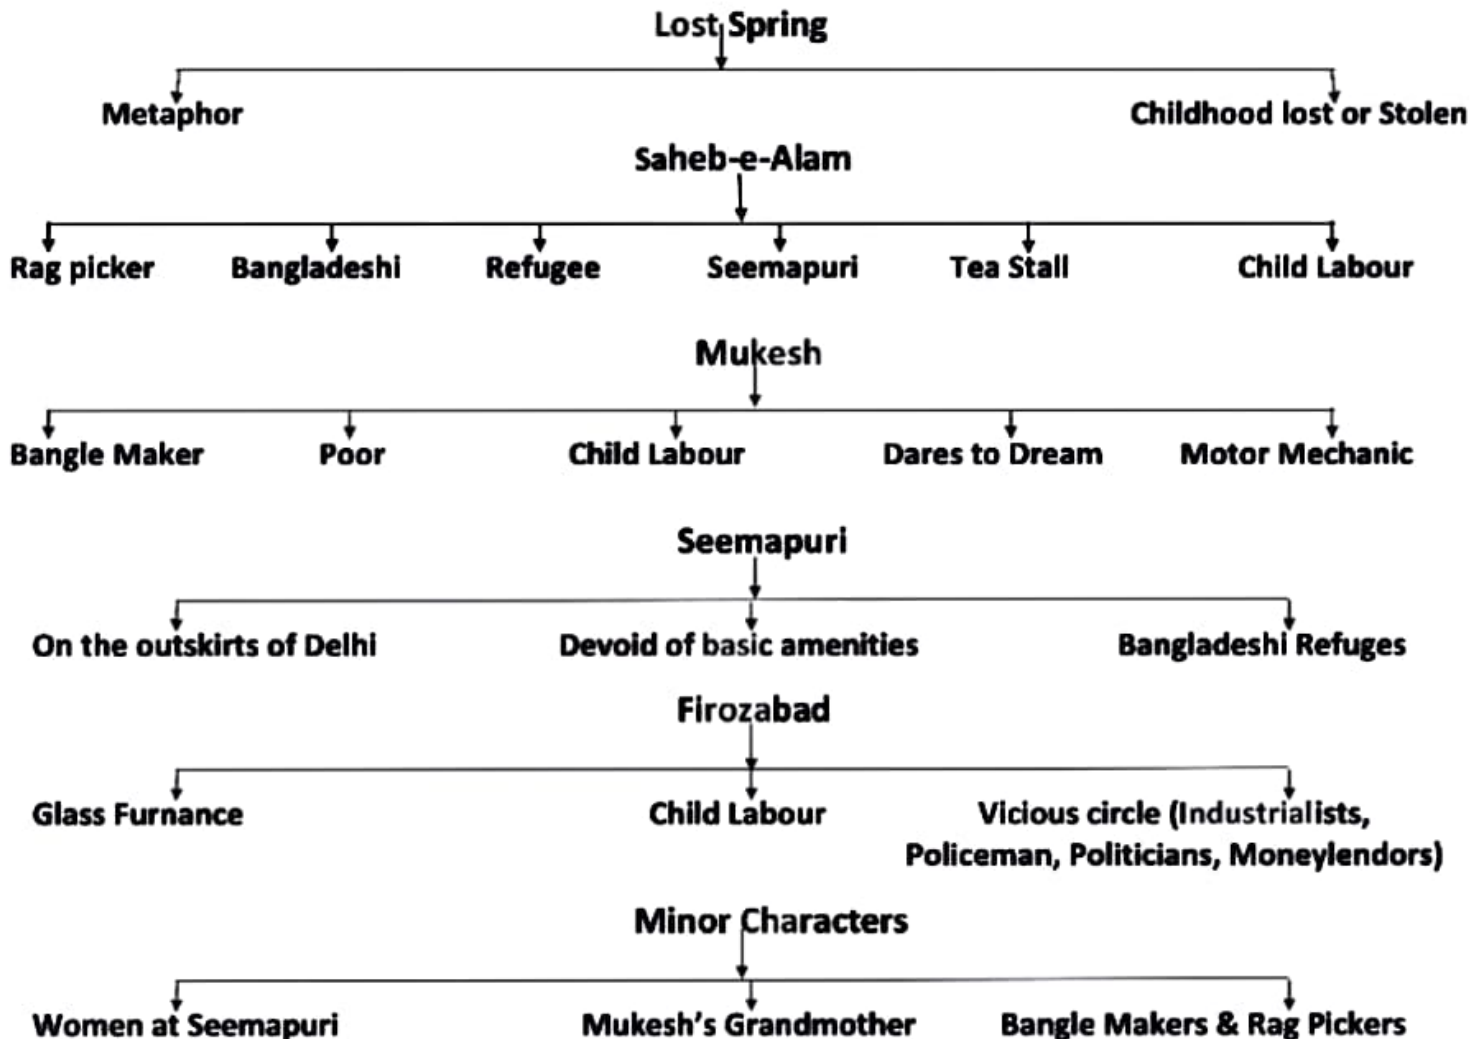 Lost Spring
Metaphor Childhood lost or Stolen
Saheb-e-Alam
Rag picker Bangladeshi Refugee Seemapuri Tea Stall Child Labour
Mukesh
Bangle Maker Poor Child Labour Dares to Dream Motor Mechanic
Seemapuri
On the outskirts of Delhi Devoid of basic amenities Bangladeshi Refuges
Firozabad
Glass Furnance Child Labour Vicious circle (Industrialists,
Policeman, Politicians, Moneylendors)
Minor Characters
Women at Seemapuri Mukesh's Grandmother Bangle Makers & Rag Pickers